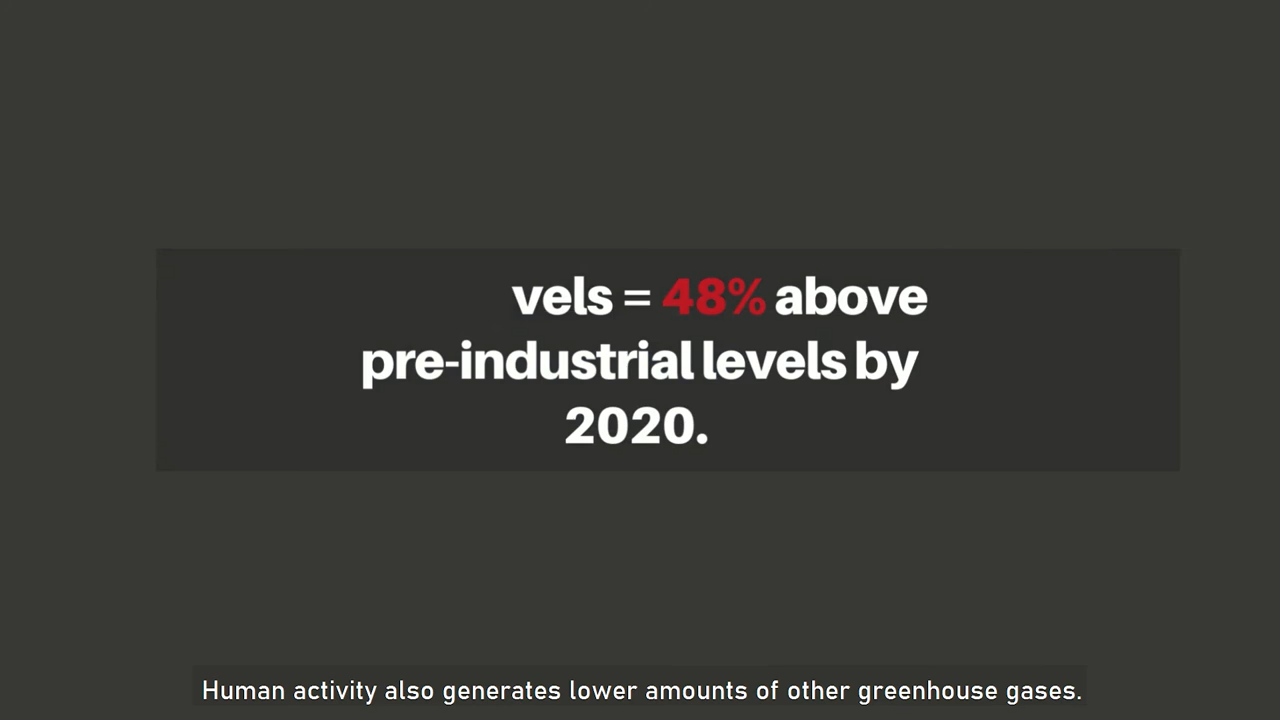 vels = 48% above
pre-industrial levels by
2020.
Human activity also generates lower amounts of other greenhouse gases.